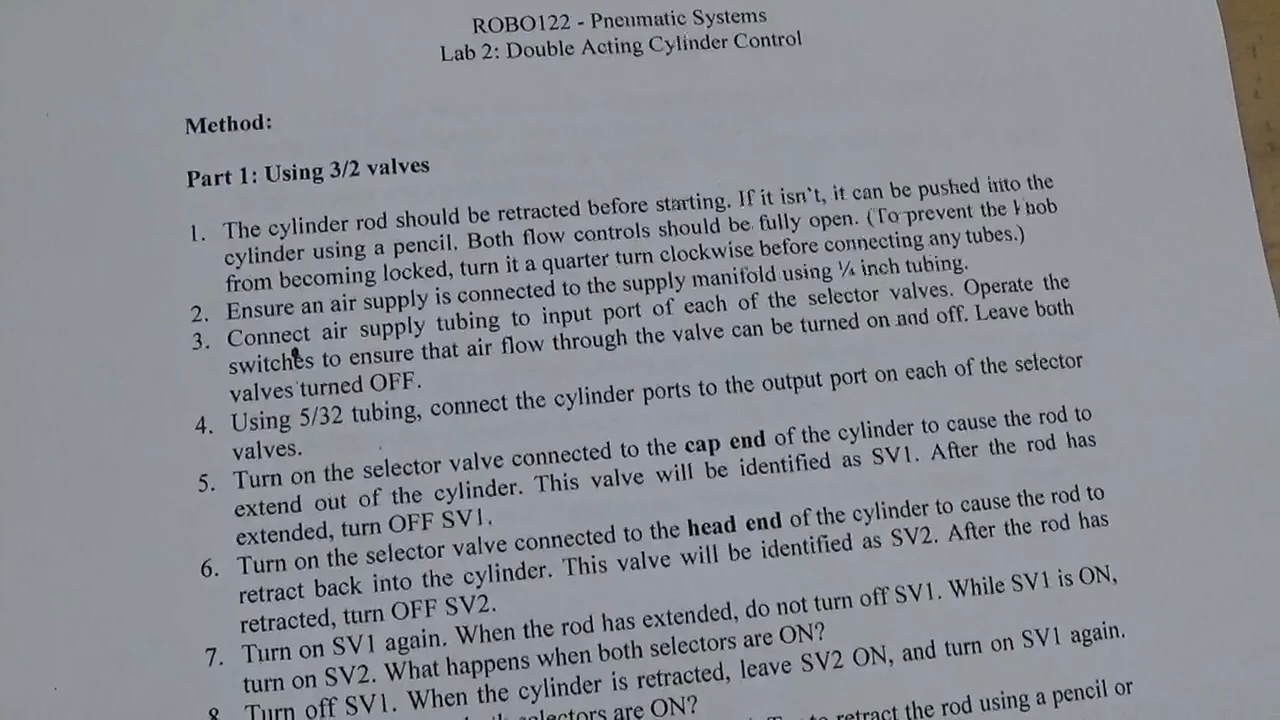 ROBO122 - Pneumatic Systems
Lab 2: Double Acting Cylinder Control
Method:
Part 1: Using 3/2 valves
1. The cylinder rod should be retracted before starting. If it isn't, it can be pushed into the
cylinder using a pencil. Both flow controls should be fully open. (To prevent the knob
from becoming locked, turn it a quarter turn clockwise before connecting any tubes.)
2. Ensure an air supply is connected to the supply manifold using ¼ inch tubing.
3. Connect air supply tubing to input port of each of the selector valves. Operate the
switches to ensure that air flow through the valve can be turned on and off. Leave both
valves turned OFF.
4. Using 5/32 tubing, connect the cylinder ports to the output port on each of the selector
valves.
5. Turn on the selector valve connected to the cap end of the cylinder to cause the rod to
extend out of the cylinder. This valve will be identified as SV1. After the rod has
extended, turn OFF SV1.
6. Turn on the selector valve connected to the head end of the cylinder to cause the rod to
retract back into the cylinder. This valve will be identified as SV2. After the rod has
retracted, turn OFF SV2.
7. Turn on SV1 again. When the rod has extended, do not turn off SV1. While SV1 is ON,
turn on SV2. What happens when both selectors are ON?
8 Turn off SV1. When the cylinder is retracted, leave SV2 ON, and turn on SV1 again.
selectors are ON?
to retract the rod using a pencil or